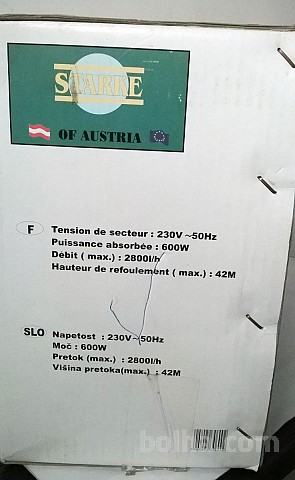 STARKE
OF AUSTRIA
F Tension de secteur : 230V ~50Hz
Puissance absorbée : 600W
Débit ( max.) : 2800l/h
Hauteur de refoulement ( max.) : 42M
SLO Napetost : 230V~50Hz
Moč : 600W
Pretok (max.) : 2800l/h
Višina pretoka(max.) : 42M
bolha.com